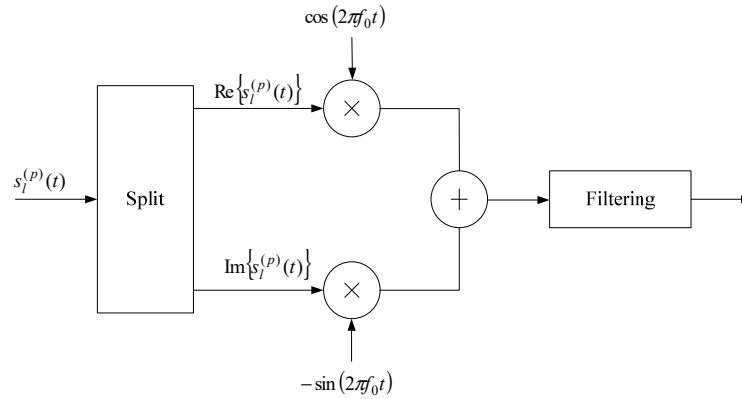 cos(2πf₀t)
Re{s_l^(p)(t)}
×
s_l^(p)(t)
Split
+
Filtering
Im{s_l^(p)(t)}
×
−sin(2πf₀t)